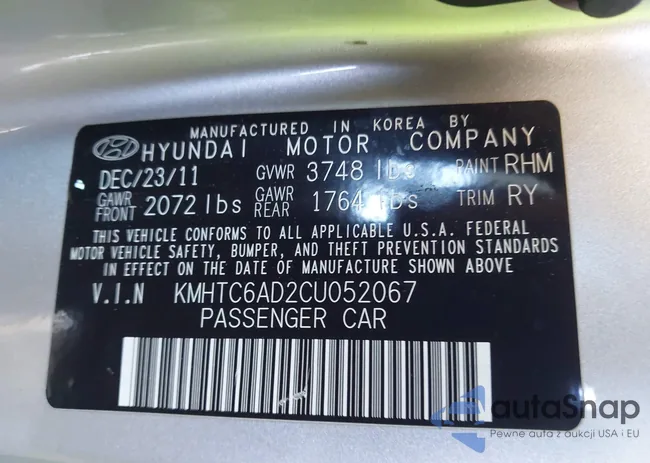 MANUFACTURED IN KOREA BY
HYUNDAI MOTOR COMPANY
DEC/23/11 GVWR 3748 lbs PAINT RHM
GAWR FRONT 2072 lbs GAWR REAR 1764 lbs TRIM RY
THIS VEHICLE CONFORMS TO ALL APPLICABLE U.S.A. FEDERAL
MOTOR VEHICLE SAFETY, BUMPER, AND THEFT PREVENTION STANDARDS
IN EFFECT ON THE DATE OF MANUFACTURE SHOWN ABOVE
V.I.N KMHTC6AD2CU052067
PASSENGER CAR
autaSnap
Pewne auta z aukcji USA i EU